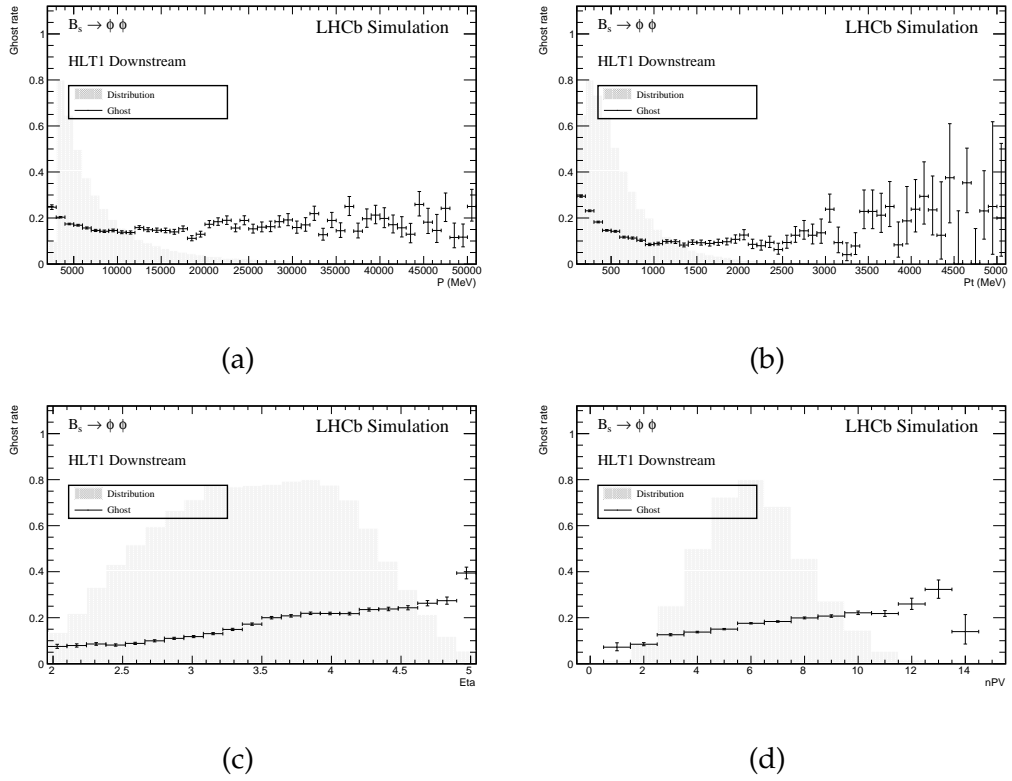 Ghost rate
1
0.8
0.6
0.4
0.2
0
B_s → ϕ ϕ
LHCb Simulation
HLT1 Downstream
Distribution
Ghost
5000 10000 15000 20000 25000 30000 35000 40000 45000 50000
P (MeV)
(a)
Ghost rate
1
0.8
0.6
0.4
0.2
0
B_s → ϕ ϕ
LHCb Simulation
HLT1 Downstream
Distribution
Ghost
500 1000 1500 2000 2500 3000 3500 4000 4500 5000
Pt (MeV)
(b)
Ghost rate
1
0.8
0.6
0.4
0.2
0
B_s → ϕ ϕ
LHCb Simulation
HLT1 Downstream
Distribution
Ghost
2 2.5 3 3.5 4 4.5 5
Eta
(c)
Ghost rate
1
0.8
0.6
0.4
0.2
0
B_s → ϕ ϕ
LHCb Simulation
HLT1 Downstream
Distribution
Ghost
0 2 4 6 8 10 12 14
nPV
(d)